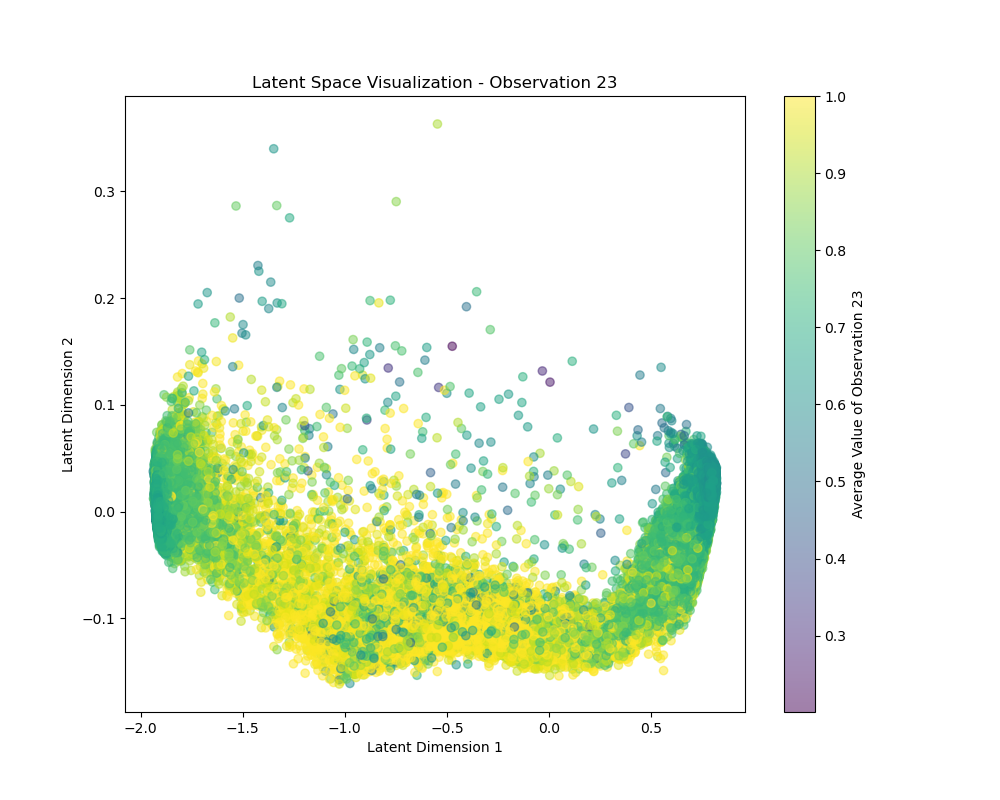 Latent Space Visualization - Observation 23
Latent Dimension 2
0.3
0.2
0.1
0.0
−0.1
−2.0 −1.5 −1.0 −0.5 0.0 0.5
Latent Dimension 1
1.0
0.9
0.8
0.7
0.6
0.5
0.4
0.3
Average Value of Observation 23